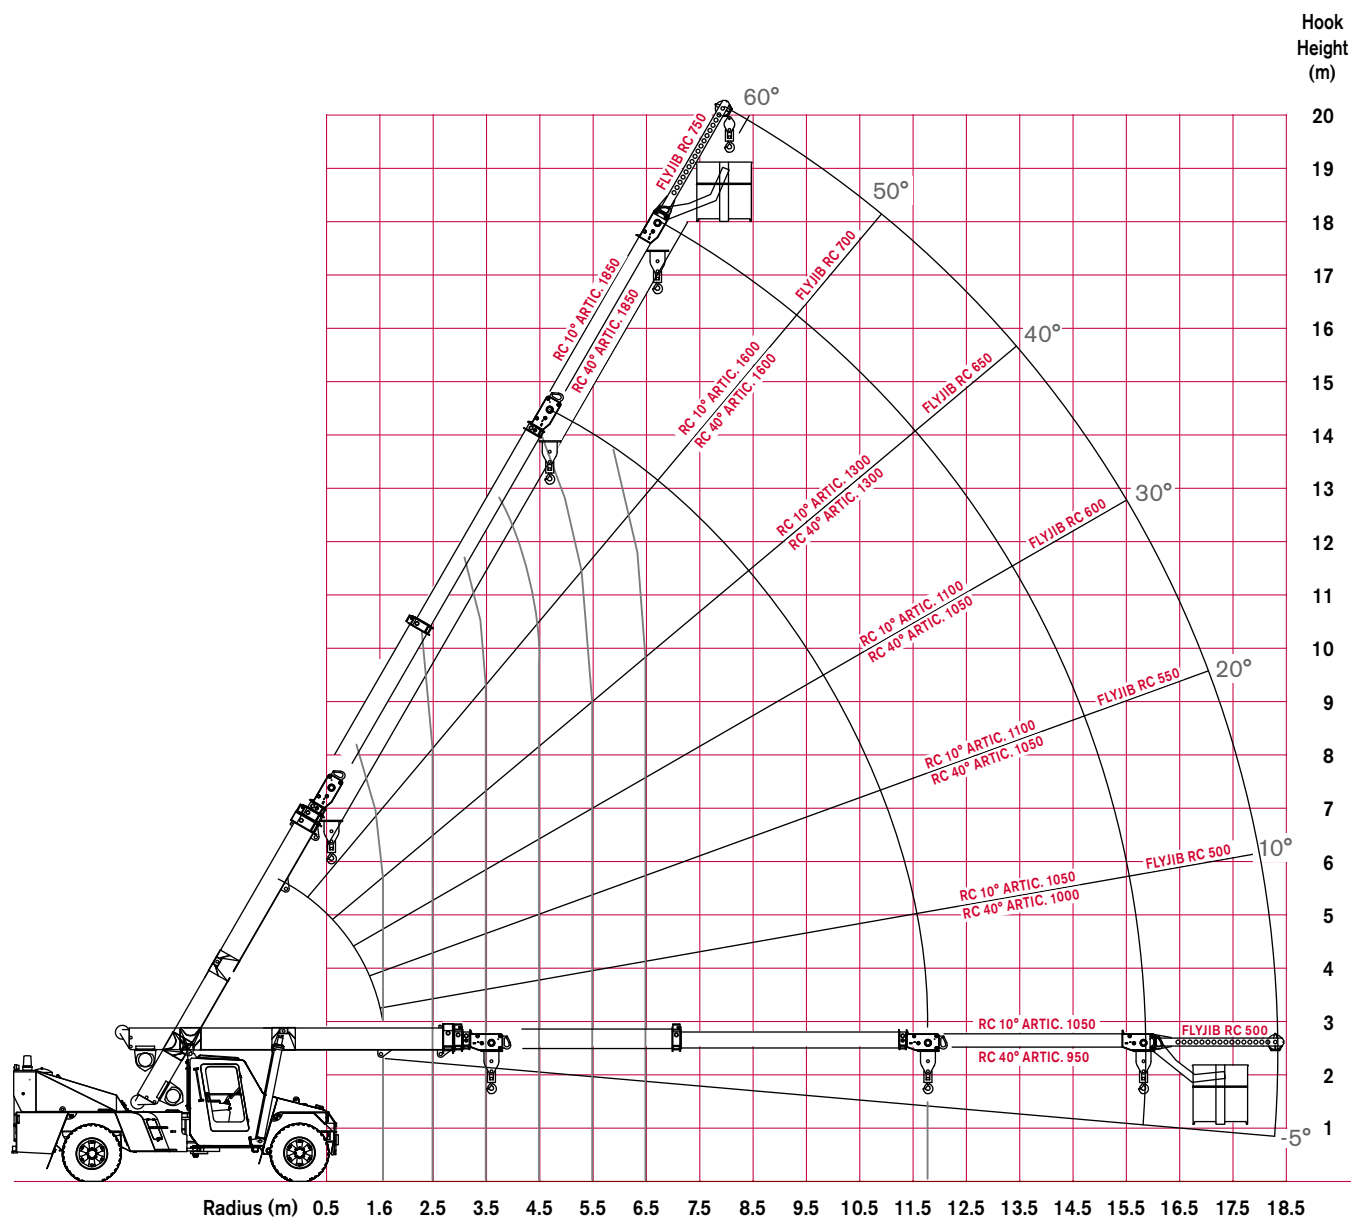 Hook
Height
(m)
60°
20
FLYJIB RC 750
19
50°
18
RC 10° ARTIC. 1850
FLYJIB RC 700
17
RC 40° ARTIC. 1850
16
40°
RC 10° ARTIC. 1600
RC 40° ARTIC. 1600
FLYJIB RC 650
15
14
RC 10° ARTIC. 1300
RC 40° ARTIC. 1300
13
30°
FLYJIB RC 600
12
11
RC 10° ARTIC. 1100
RC 40° ARTIC. 1050
10
20°
FLYJIB RC 550
9
RC 10° ARTIC. 1100
RC 40° ARTIC. 1050
8
7
10°
FLYJIB RC 500
6
RC 10° ARTIC. 1050
RC 40° ARTIC. 1000
5
4
RC 10° ARTIC. 1050
FLYJIB RC 500
3
RC 40° ARTIC. 950
2
1
-5°
Radius (m) 0.5 1.6 2.5 3.5 4.5 5.5 6.5 7.5 8.5 9.5 10.5 11.5 12.5 13.5 14.5 15.5 16.5 17.5 18.5